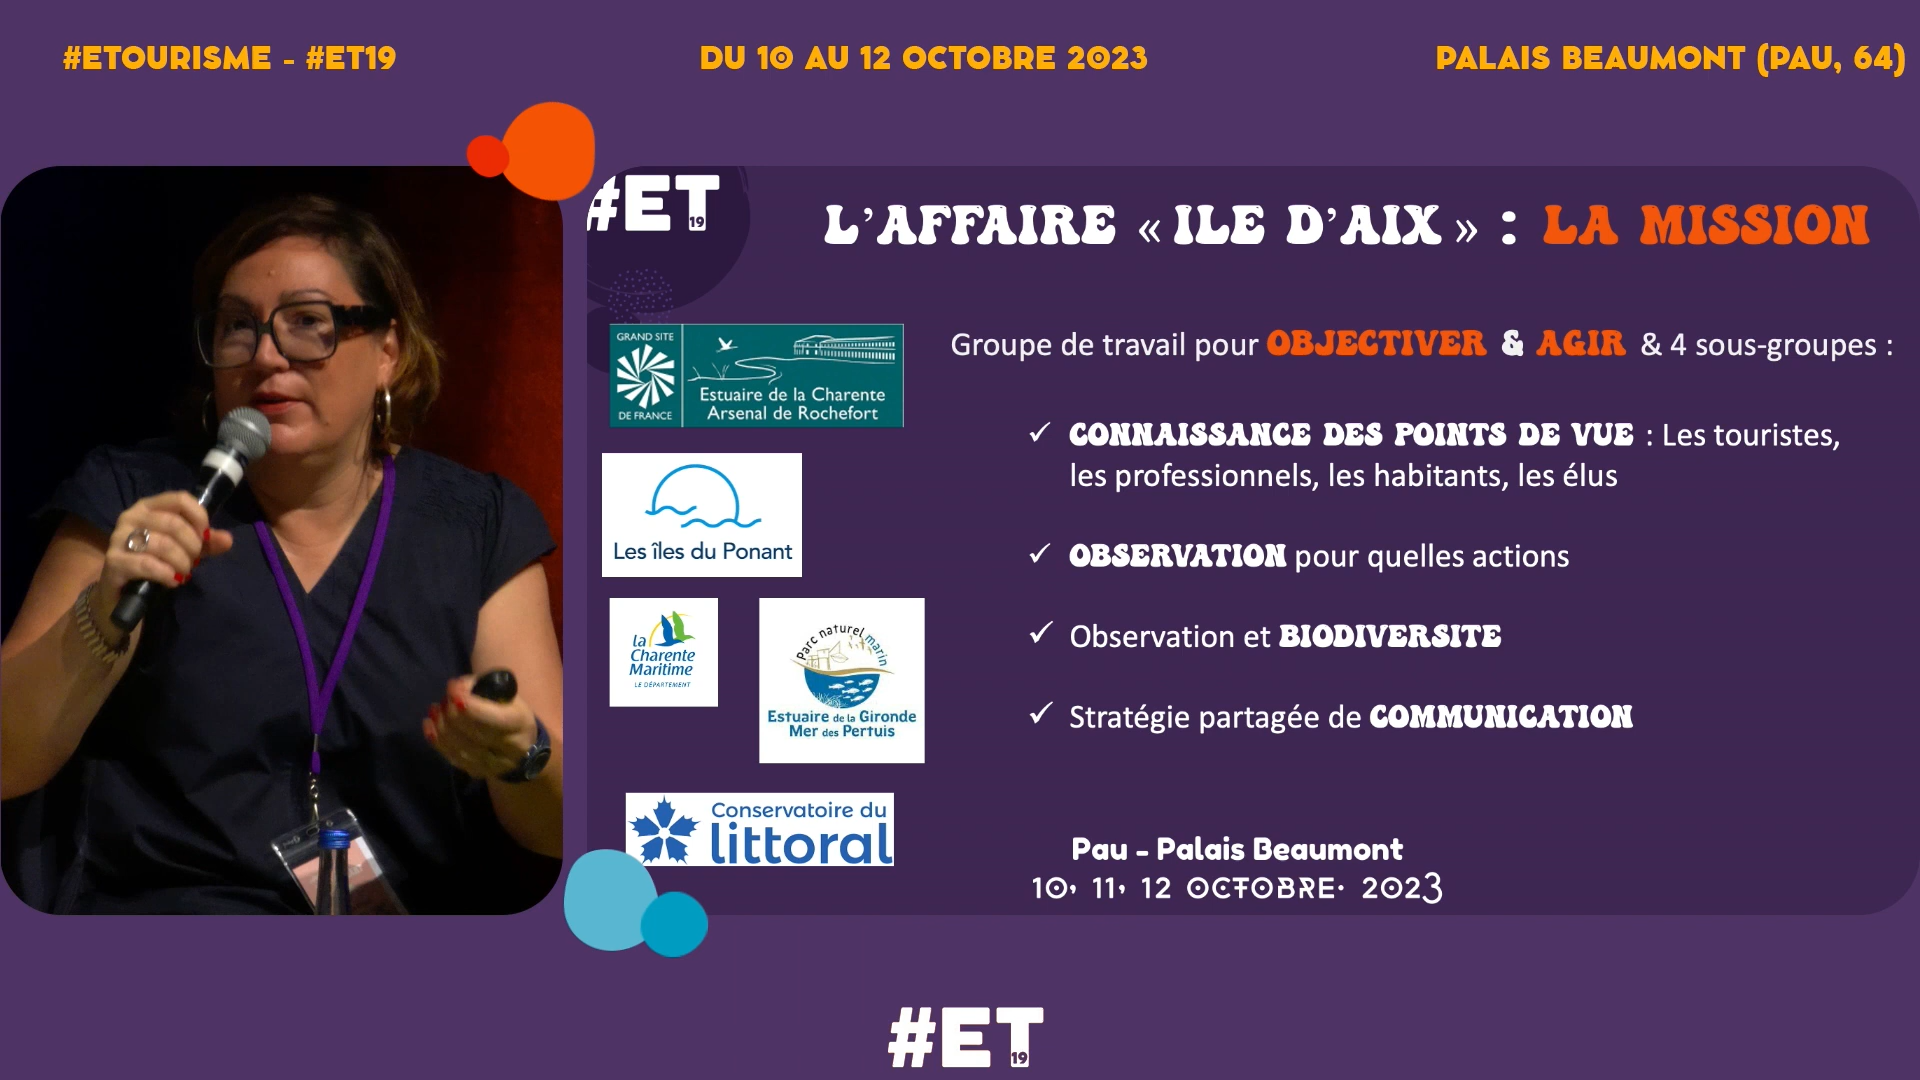 #ETOURISME - #ET19
DU 10 AU 12 OCTOBRE 2023
PALAIS BEAUMONT (PAU, 64)
#ET
19
L'AFFAIRE « ILE D'AIX » : LA MISSION
GRAND SITE
DE FRANCE
Estuaire de la Charente
Arsenal de Rochefort
Groupe de travail pour OBJECTIVER & AGIR & 4 sous-groupes :
CONNAISSANCE DES POINTS DE VUE : Les touristes,
les professionnels, les habitants, les élus
Les îles du Ponant
OBSERVATION pour quelles actions
la
Charente
Maritime
LE DÉPARTEMENT
Parc naturel marin
Estuaire de la Gironde
Mer des Pertuis
Observation et BIODIVERSITE
Stratégie partagée de COMMUNICATION
Conservatoire du
littoral
Pau - Palais Beaumont
10, 11, 12 OCTOBRE. 2023
#ET
19